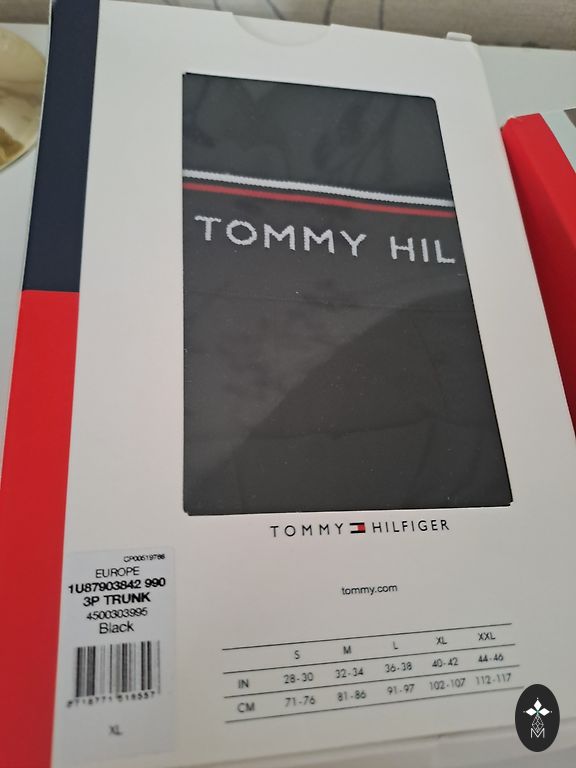 TOMMY HIL
TOMMY HILFIGER
tommy.com
CP00519766
EUROPE
1U87903842 990
3P TRUNK
4500303995
Black
XL
S M L XL XXL
IN 28-30 32-34 36-38 40-42 44-46
CM 71-76 81-86 91-97 102-107 112-117
M